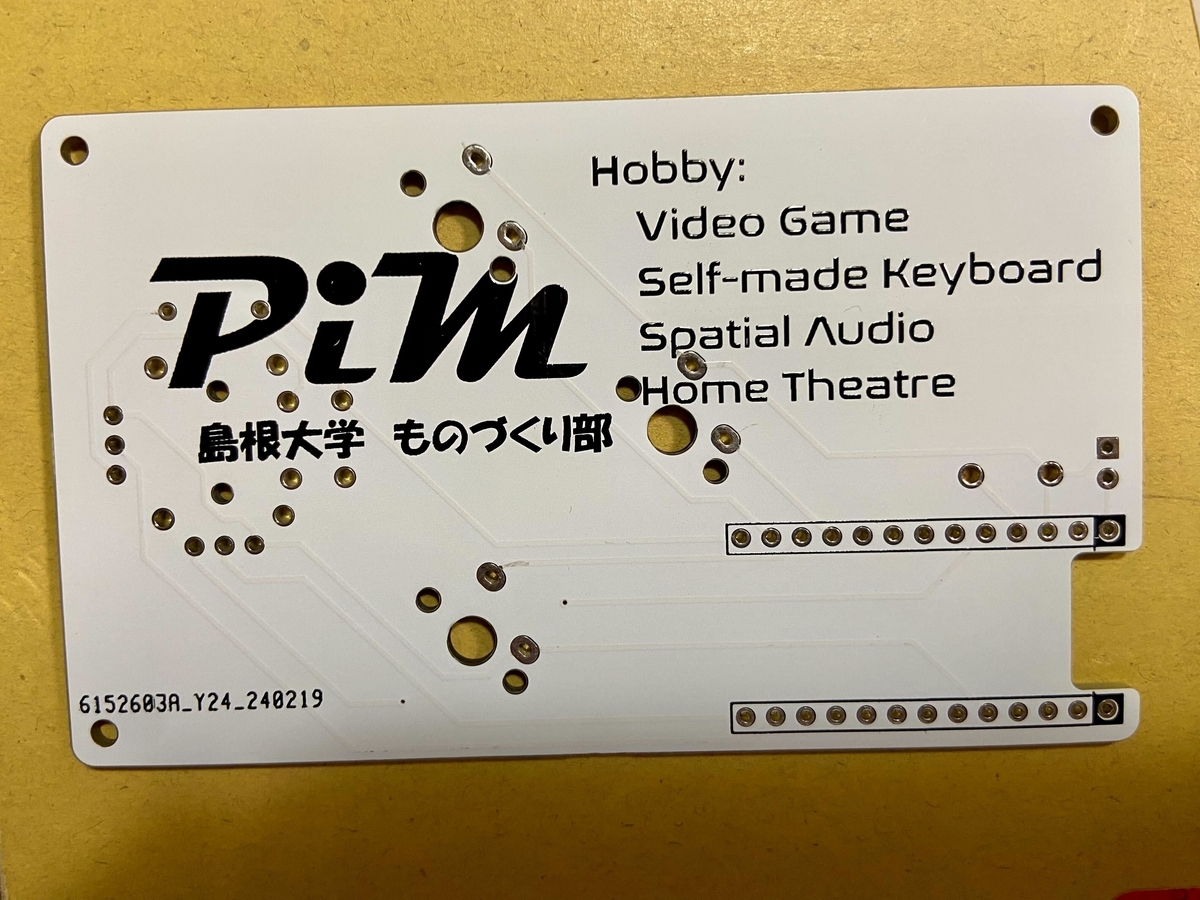 PiM
島根大学 ものづくり部
Hobby:
Video Game
Self-made Keyboard
Spatial Audio
Home Theatre
6152603A_Y24_240219